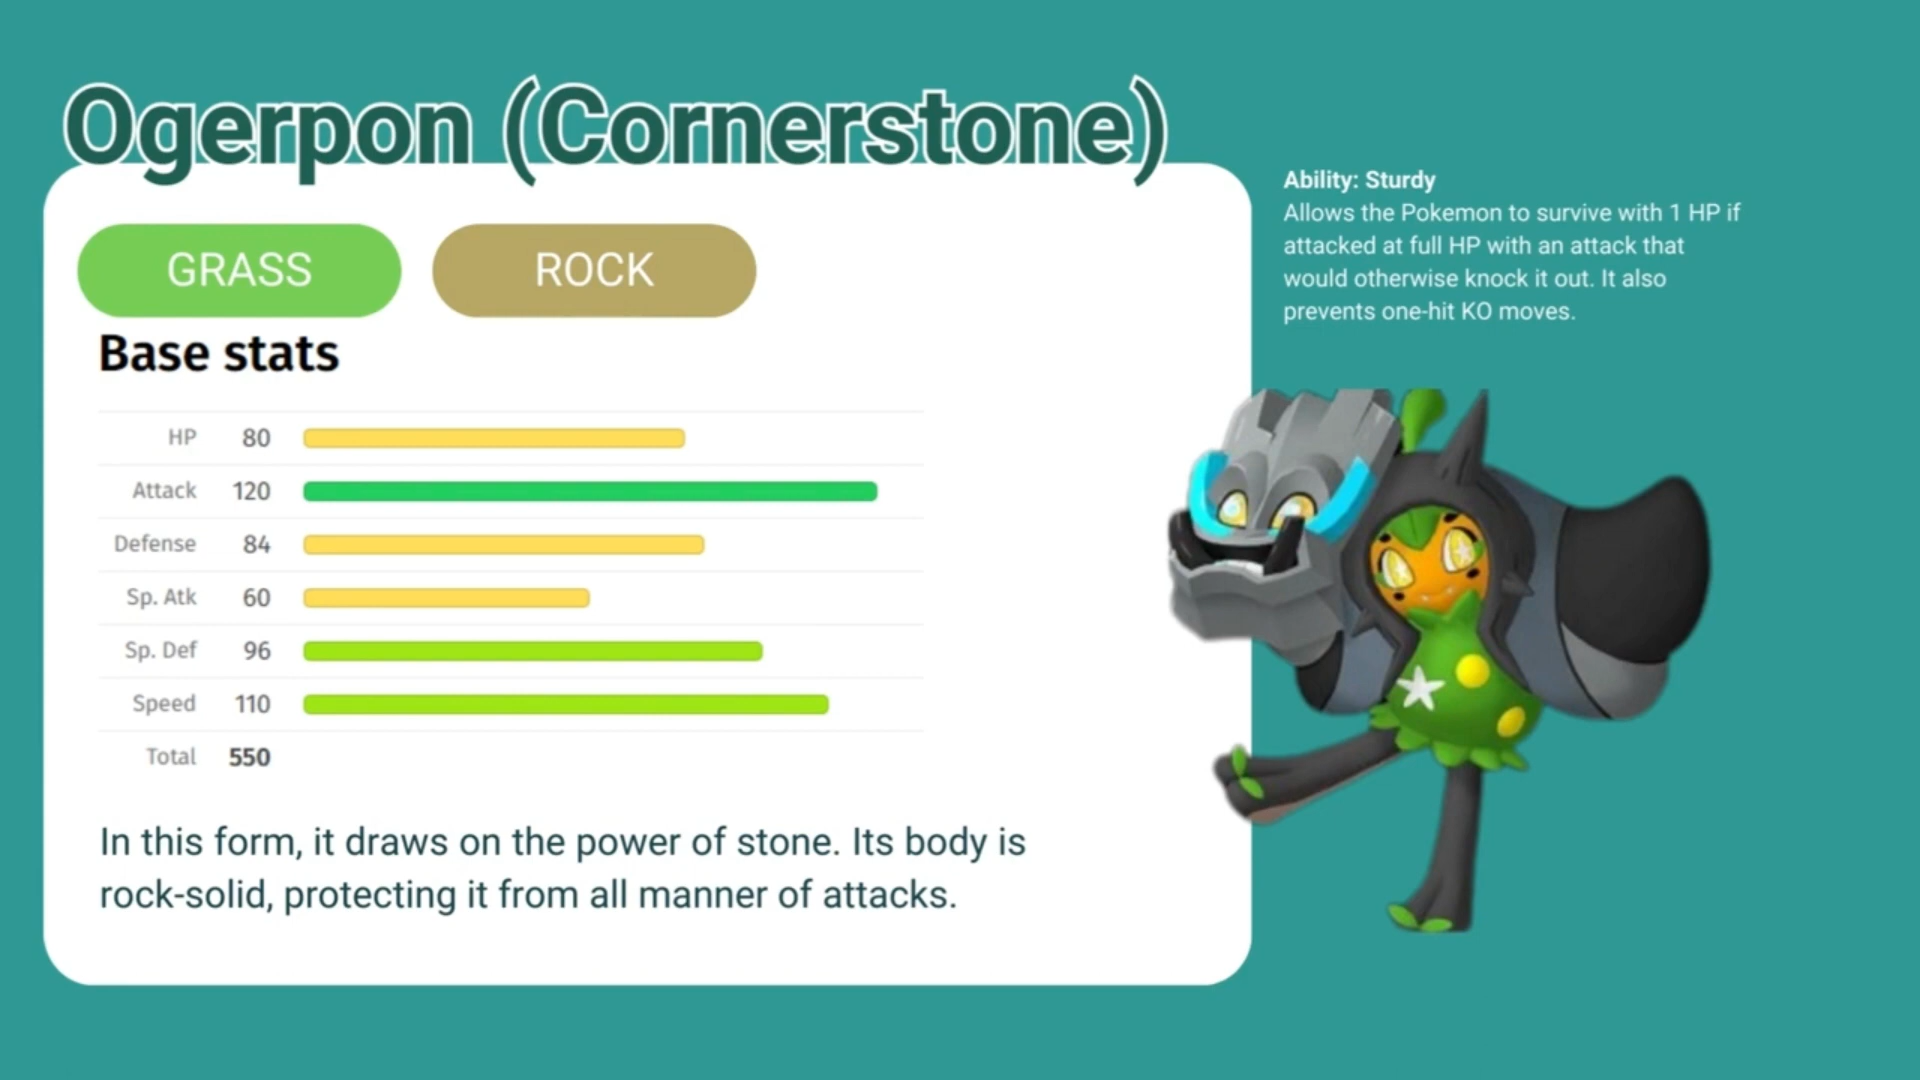 Ogerpon (Cornerstone)
GRASS ROCK
Base stats
HP 80
Attack 120
Defense 84
Sp. Atk 60
Sp. Def 96
Speed 110
Total 550
In this form, it draws on the power of stone. Its body is
rock-solid, protecting it from all manner of attacks.
Ability: Sturdy
Allows the Pokemon to survive with 1 HP if
attacked at full HP with an attack that
would otherwise knock it out. It also
prevents one-hit KO moves.